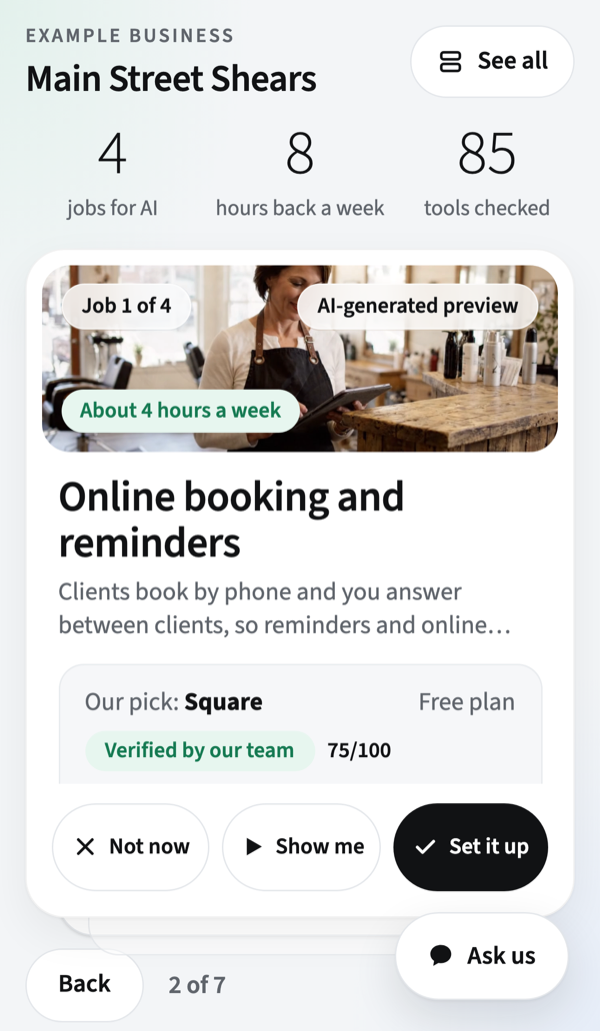 EXAMPLE BUSINESS
Main Street Shears
See all
4
jobs for AI
8
hours back a week
85
tools checked
Job 1 of 4
AI-generated preview
About 4 hours a week
Online booking and
reminders
Clients book by phone and you answer
between clients, so reminders and online…
Our pick: Square
Free plan
Verified by our team
75/100
Not now
Show me
Set it up
Ask us
Back
2 of 7